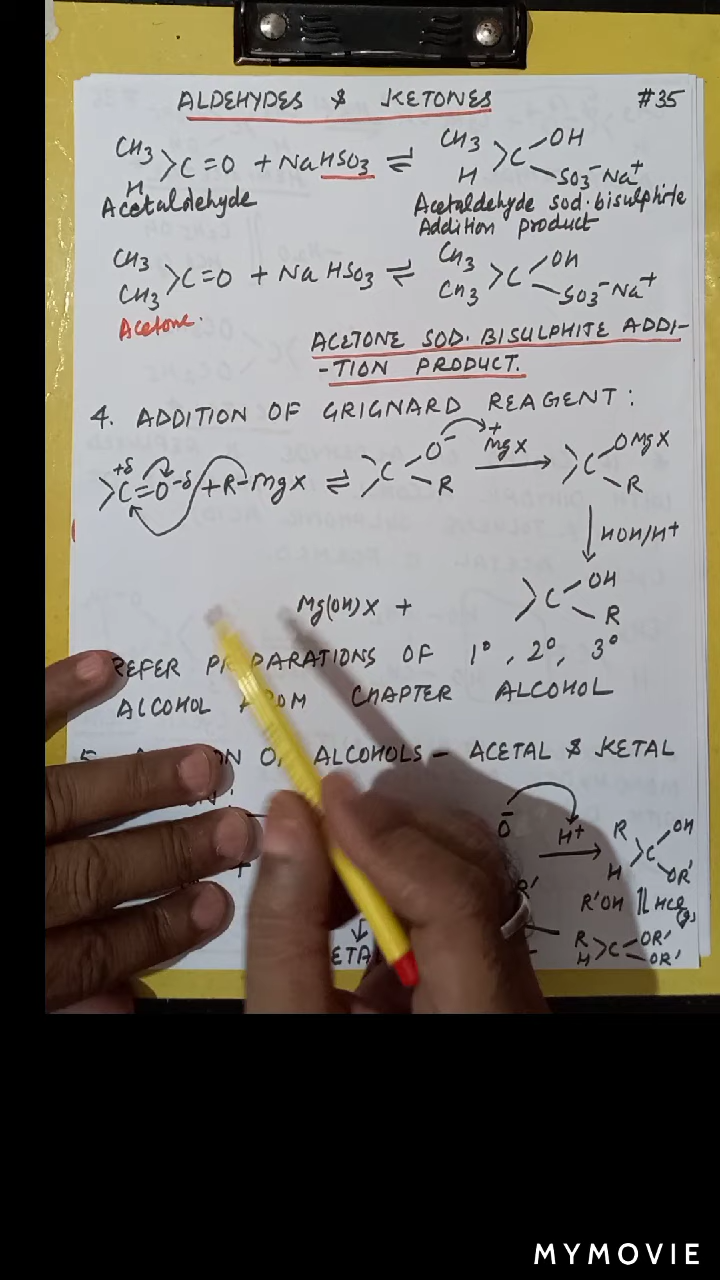 ALDEHYDES & KETONES #35
CH3 H >C=O + NaHSO3 ⇌ CH3 H >C OH SO3⁻Na⁺
Acetaldehyde Acetaldehyde sod. bisulphite
Addition product
CH3 CH3 >C=O + NaHSO3 ⇌ CH3 CH3 >C OH SO3⁻Na⁺
Acetone.
ACETONE SOD. BISULPHITE ADDI-
-TION PRODUCT.
4. ADDITION OF GRIGNARD REAGENT:
>C=O +δ -δ + R-MgX ⇌ >C O⁻ R ⁺MgX → >C OMgX R
↓ HOH/H⁺
Mg(OH)X + >C OH R
REFER PREPARATIONS OF 1°, 2°, 3°
ALCOHOL FROM CHAPTER ALCOHOL
5. ALCOHOLS - ACETAL & KETAL
O⁻ H⁺ → R H >C OH OR'
R'
R'OH HCl (g)
R H >C OR' OR'